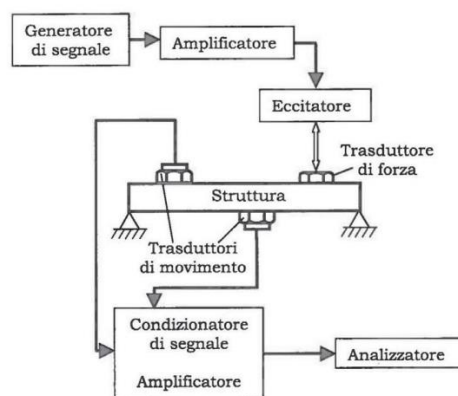 Generatore
di segnale
Amplificatore
Eccitatore
Trasduttore
di forza
Struttura
Trasduttori
di movimento
Condizionatore
di segnale
Amplificatore
Analizzatore